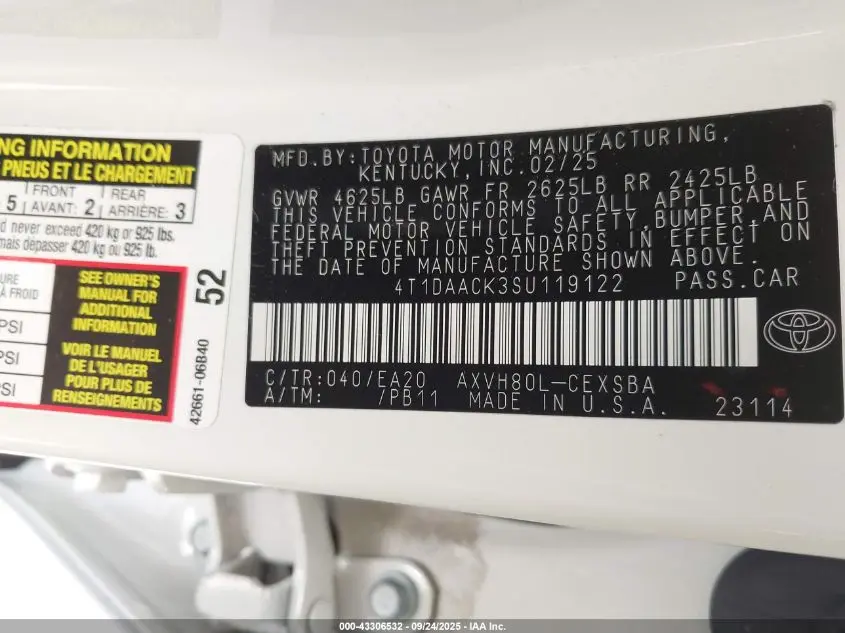 NG INFORMATION
PNEUS ET LE CHARGEMENT
5 FRONT AVANT: 2 REAR ARRIÈRE: 3
d never exceed 420 kg or 925 lbs.
mais dépasser 420 kg ou 925 lb.
À FROID
PSI
PSI
PSI
SEE OWNER'S
MANUAL FOR
ADDITIONAL
INFORMATION
VOIR LE MANUEL
DE L'USAGER
POUR PLUS DE
RENSEIGNEMENTS
52
42661-06B40
MFD.BY:TOYOTA MOTOR MANUFACTURING,
KENTUCKY,INC.02/25
GVWR 4625LB GAWR FR 2625LB RR 2425LB
THIS VEHICLE CONFORMS TO ALL APPLICABLE
FEDERAL MOTOR VEHICLE SAFETY,BUMPER,AND
THEFT PREVENTION STANDARDS IN EFFECT ON
THE DATE OF MANUFACTURE SHOWN ABOVE.
4T1DAACK3SU119122 PASS.CAR
C/TR:040/EA20 AXVH80L-CEXSBA
A/TM: /PB11 MADE IN U.S.A. 23114
TOYOTA
000-43306532 - 09/24/2025 - IAA Inc.